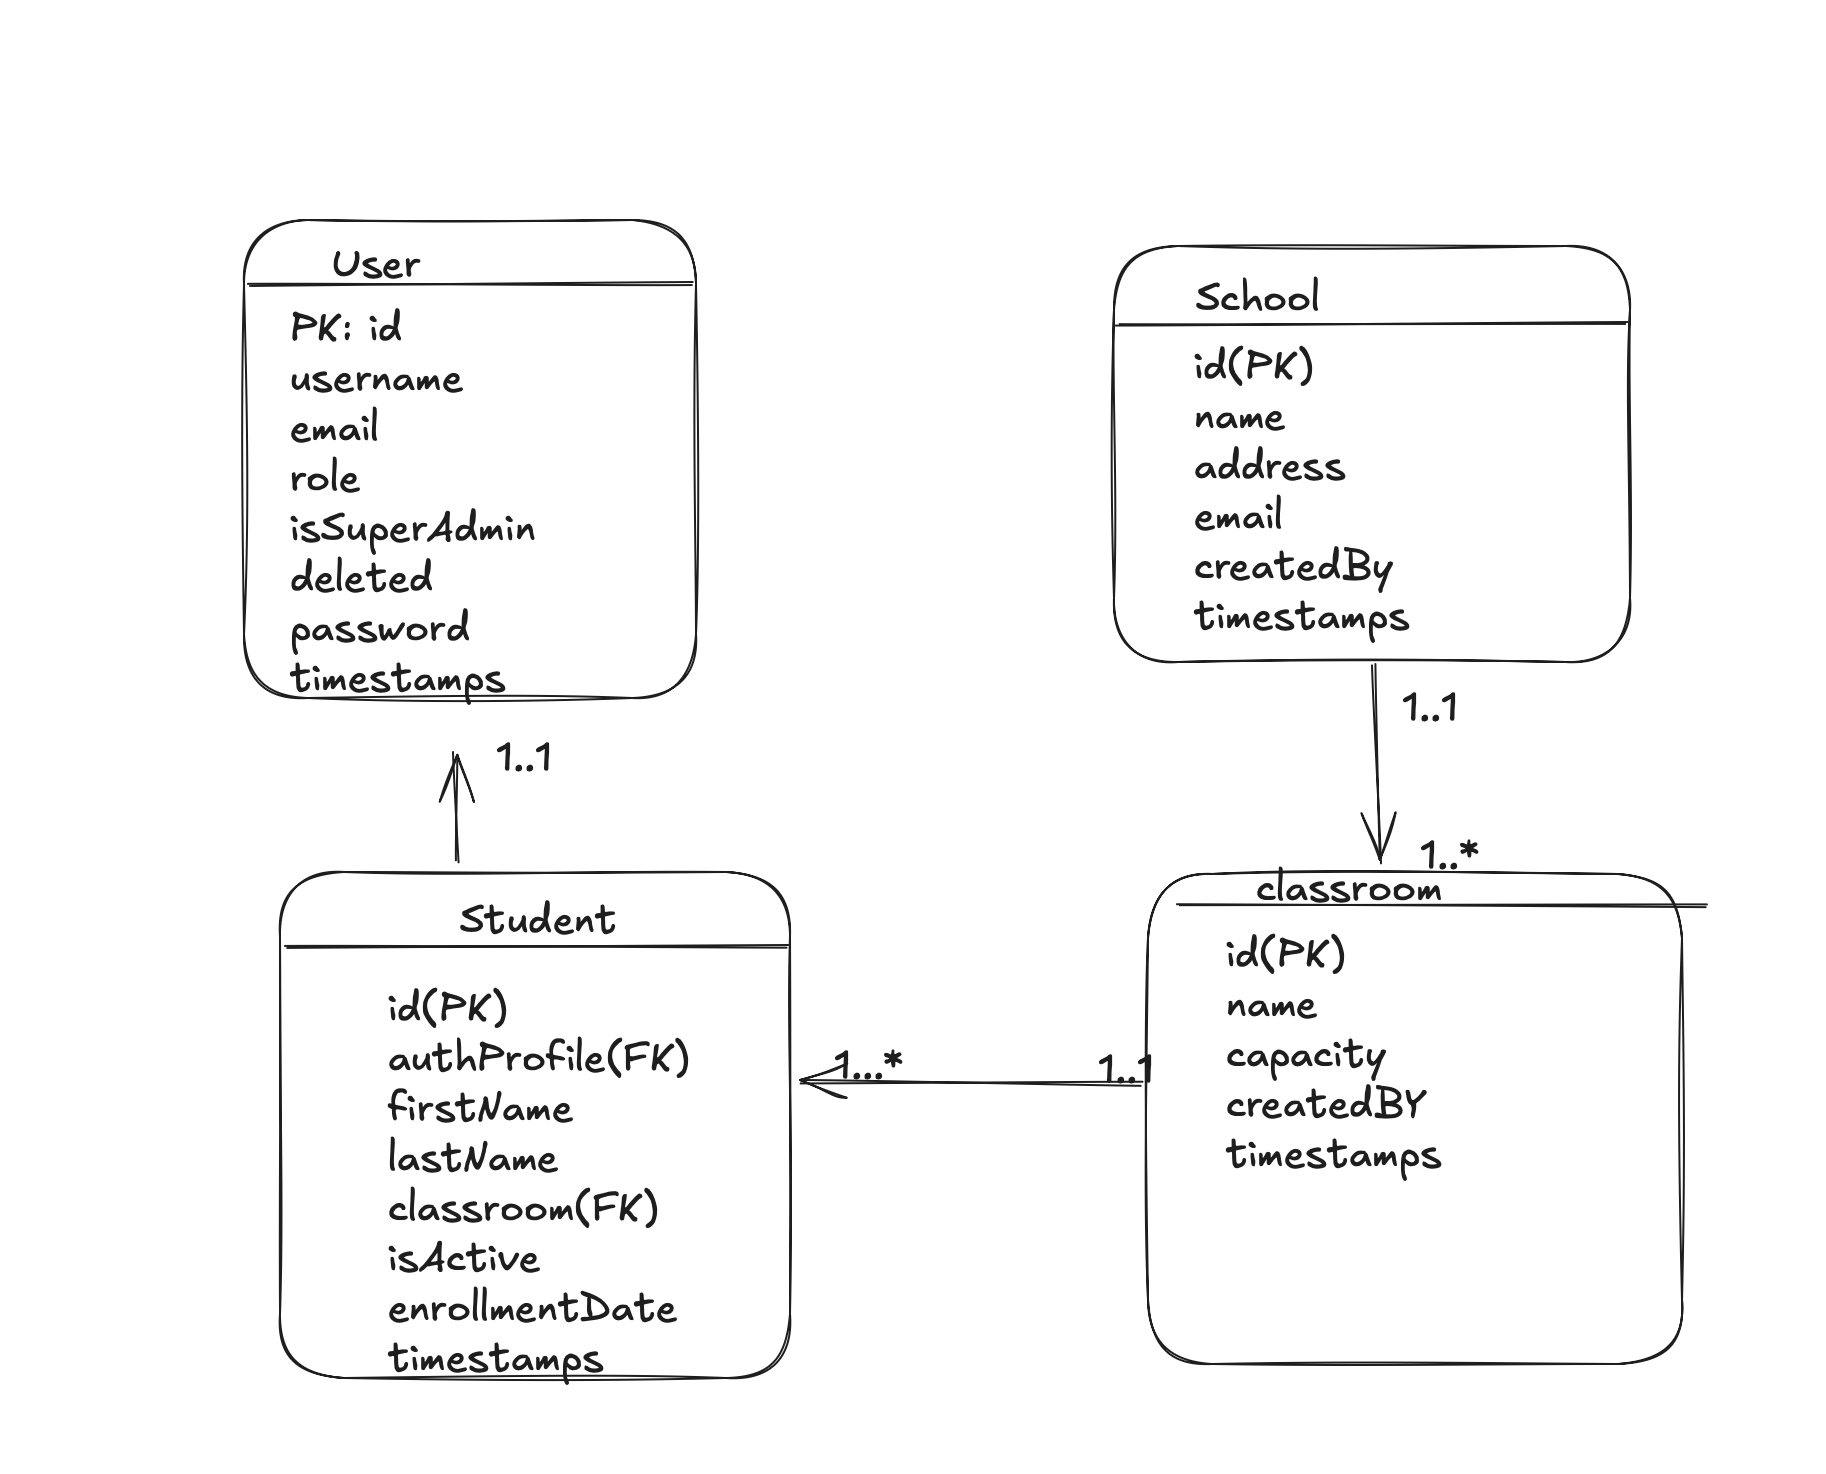 User
PK: id
username
email
role
isSuperAdmin
deleted
password
timestamps
1..1
School
id(PK)
name
address
email
createdBy
timestamps
1..1
1..*
Student
id(PK)
authProfile(FK)
firstName
lastName
classroom(FK)
isActive
enrollmentDate
timestamps
1...*
1..1
classroom
id(PK)
name
capacity
createdBY
timestamps